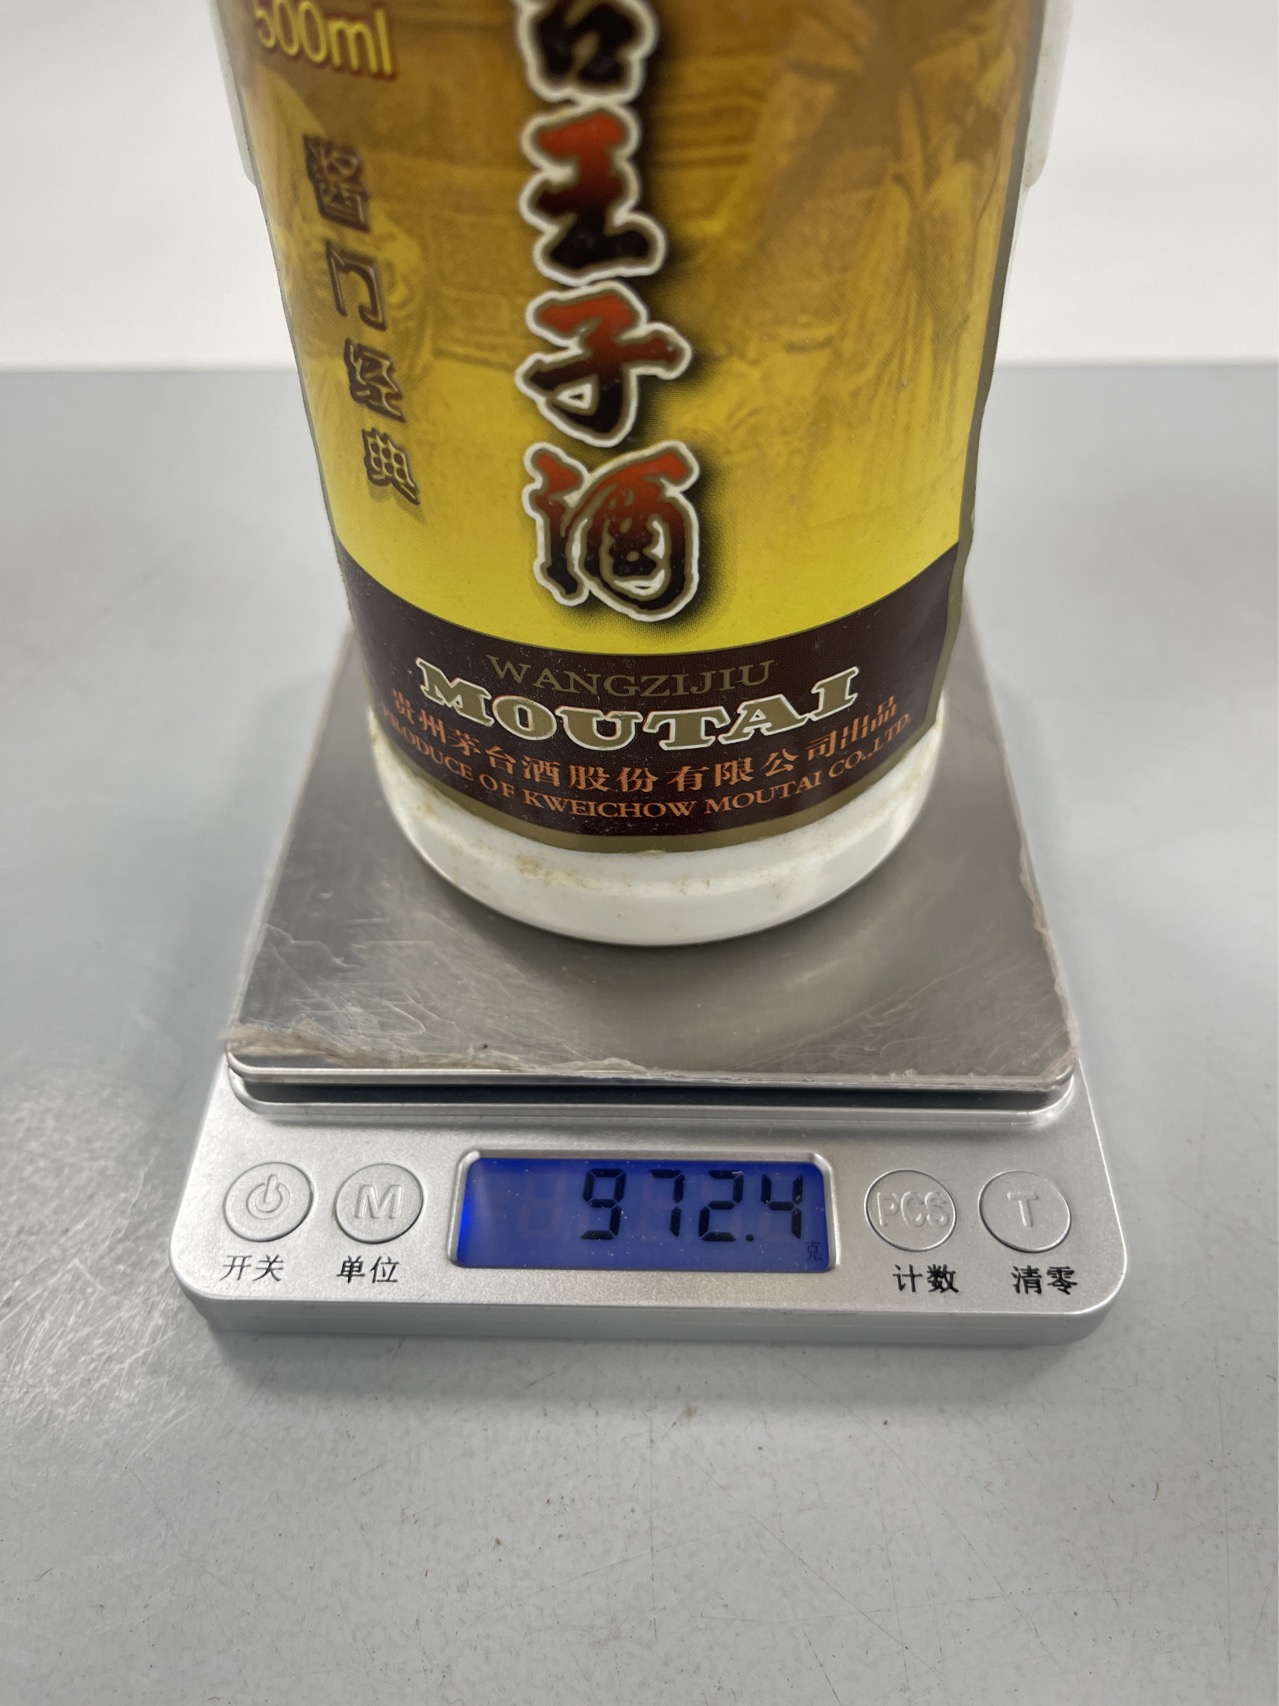 500ml
酱门经典
台王子酒
WANGZIJIU
MOUTAI
贵州茅台酒股份有限公司出品
PRODUCE OF KWEICHOW MOUTAI CO.,LTD.
972.4
克
M
PCS
T
开关
单位
计数
清零